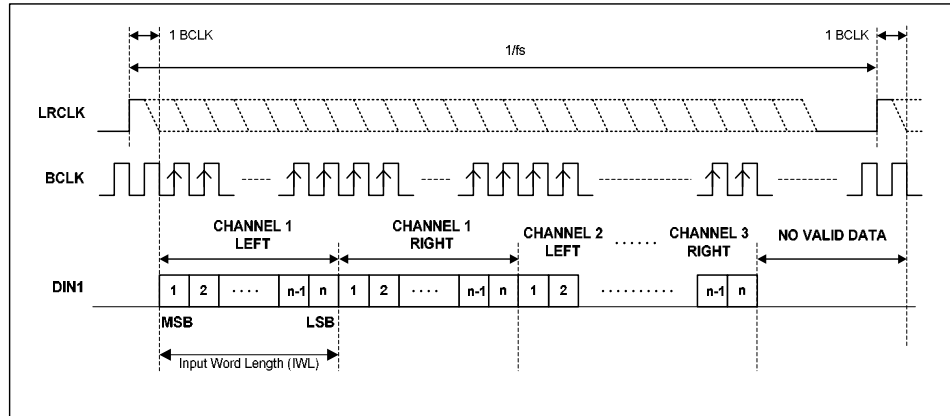 1 BCLK
1 BCLK
1/fs
LRCLK
BCLK
CHANNEL 1
LEFT
CHANNEL 1
RIGHT
CHANNEL 2
LEFT
......
CHANNEL 3
RIGHT
NO VALID DATA
DIN1
1 2 .... n-1 n 1 2 .... n-1 n 1 2 .......... n-1 n
MSB
LSB
Input Word Length (IWL)